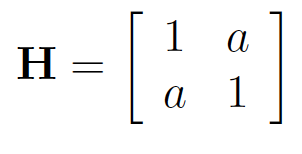 H = [ 1 a
a 1 ]